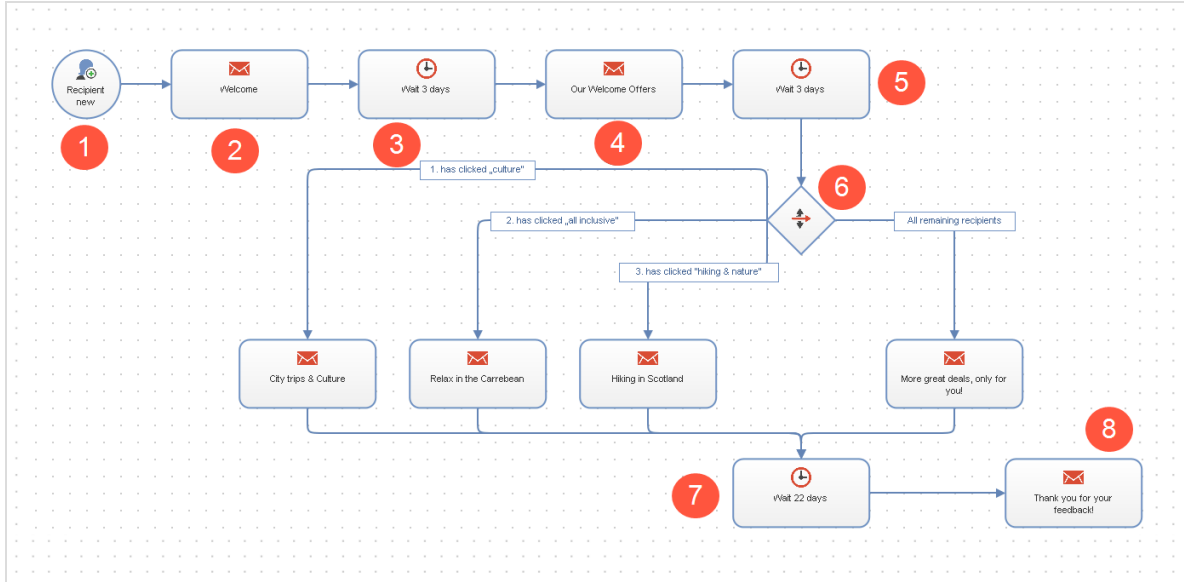 Recipient
new
Welcome
Wait 3 days
Our Welcome Offers
Wait 3 days
5
1
2
3
4
1. has clicked „culture"
6
2. has clicked „all inclusive"
All remaining recipients
3. has clicked "hiking & nature"
City trips & Culture
Relax in the Carrebean
Hiking in Scotland
More great deals, only for
you!
8
7
Wait 22 days
Thank you for your
feedback!